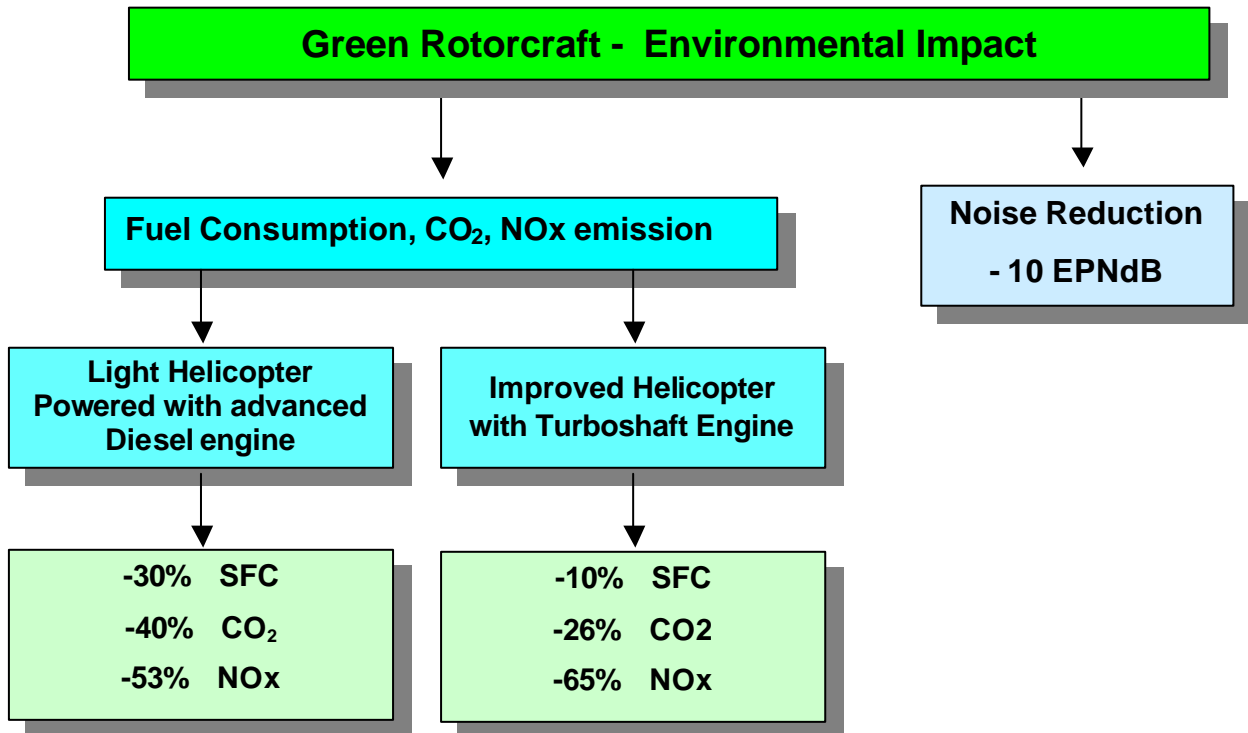 Green Rotorcraft - Environmental Impact
Fuel Consumption, CO₂, NOx emission
Noise Reduction
- 10 EPNdB
Light Helicopter
Powered with advanced
Diesel engine
Improved Helicopter
with Turboshaft Engine
-30% SFC
-40% CO₂
-53% NOx
-10% SFC
-26% CO2
-65% NOx